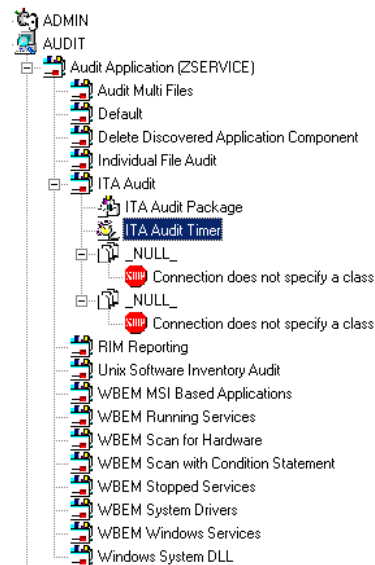 ADMIN
AUDIT
Audit Application (ZSERVICE)
Audit Multi Files
Default
Delete Discovered Application Component
Individual File Audit
ITA Audit
ITA Audit Package
ITA Audit Timer
_NULL_
STOP Connection does not specify a class
_NULL_
STOP Connection does not specify a class
RIM Reporting
Unix Software Inventory Audit
WBEM MSI Based Applications
WBEM Running Services
WBEM Scan for Hardware
WBEM Scan with Condition Statement
WBEM Stopped Services
WBEM System Drivers
WBEM Windows Services
Windows System DLL